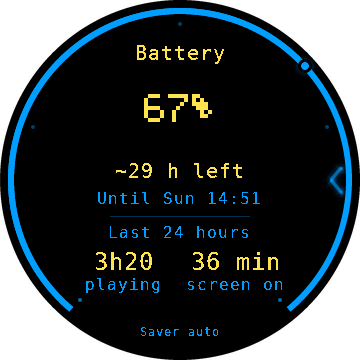 Battery
67%
~29 h left
Until Sun 14:51
Last 24 hours
3h20 36 min
playing screen on
Saver auto